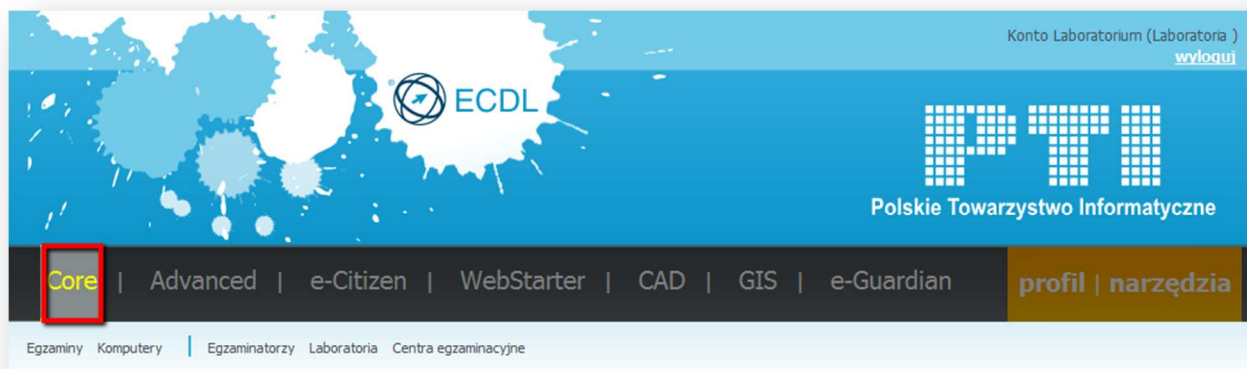 Konto Laboratorium (Laboratoria )
wyloguj
ECDL
PTI
Polskie Towarzystwo Informatyczne
Core | Advanced | e-Citizen | WebStarter | CAD | GIS | e-Guardian profil | narzędzia
Egzaminy Komputery | Egzaminatorzy Laboratoria Centra egzaminacyjne